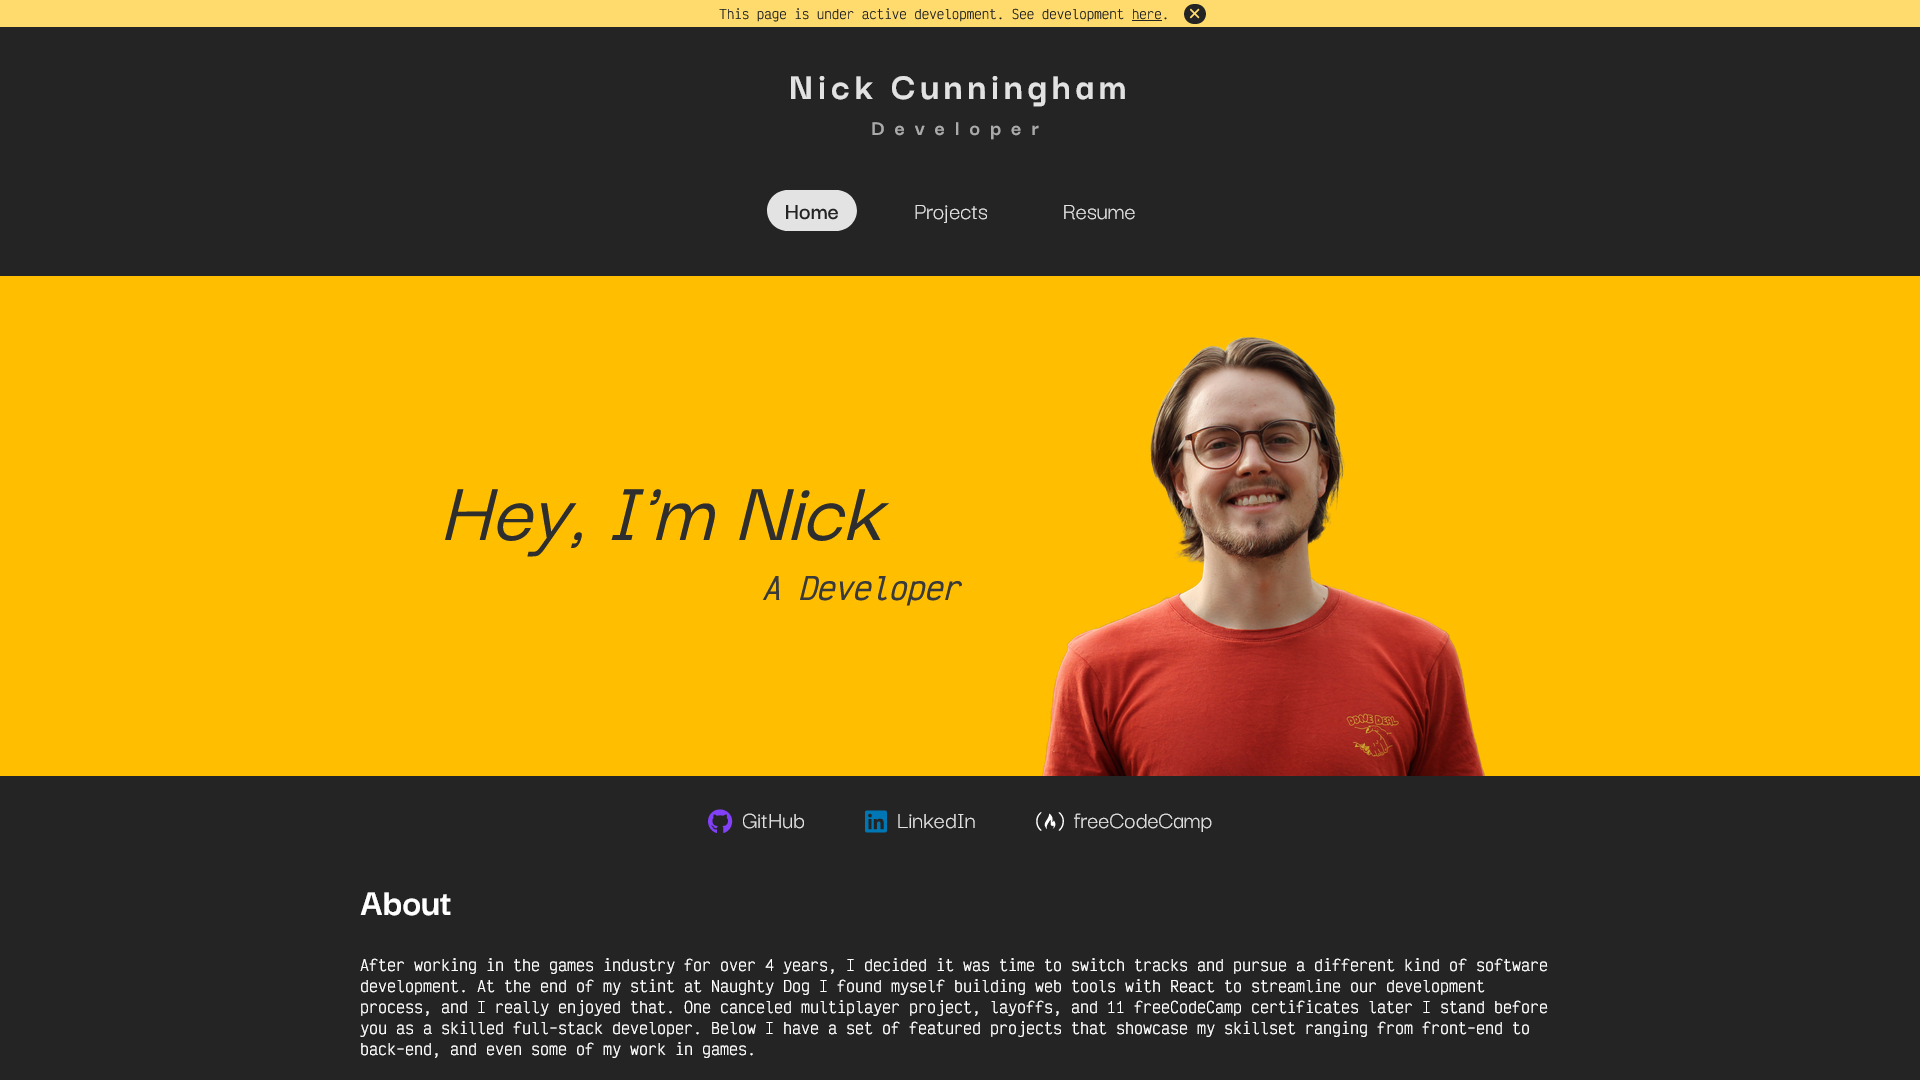 This page is under active development. See development here.
Nick Cunningham
Developer
Home Projects Resume
Hey, I'm Nick
A Developer
DONE DEAL
GitHub LinkedIn freeCodeCamp
About
After working in the games industry for over 4 years, I decided it was time to switch tracks and pursue a different kind of software
development. At the end of my stint at Naughty Dog I found myself building web tools with React to streamline our development
process, and I really enjoyed that. One canceled multiplayer project, layoffs, and 11 freeCodeCamp certificates later I stand before
you as a skilled full-stack developer. Below I have a set of featured projects that showcase my skillset ranging from front-end to
back-end, and even some of my work in games.